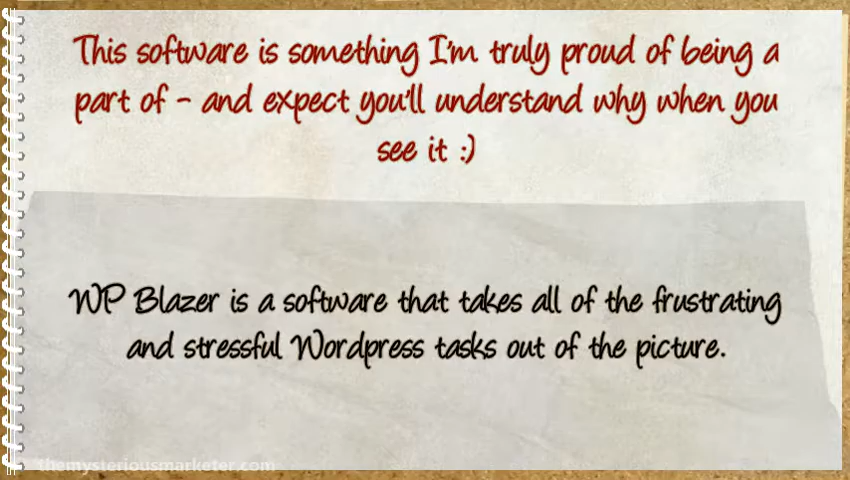 This software is something I'm truly proud of being a
part of - and expect you'll understand why when you
see it :)
WP Blazer is a software that takes all of the frustrating
and stressful Wordpress tasks out of the picture.
themysteriousmarketer.com